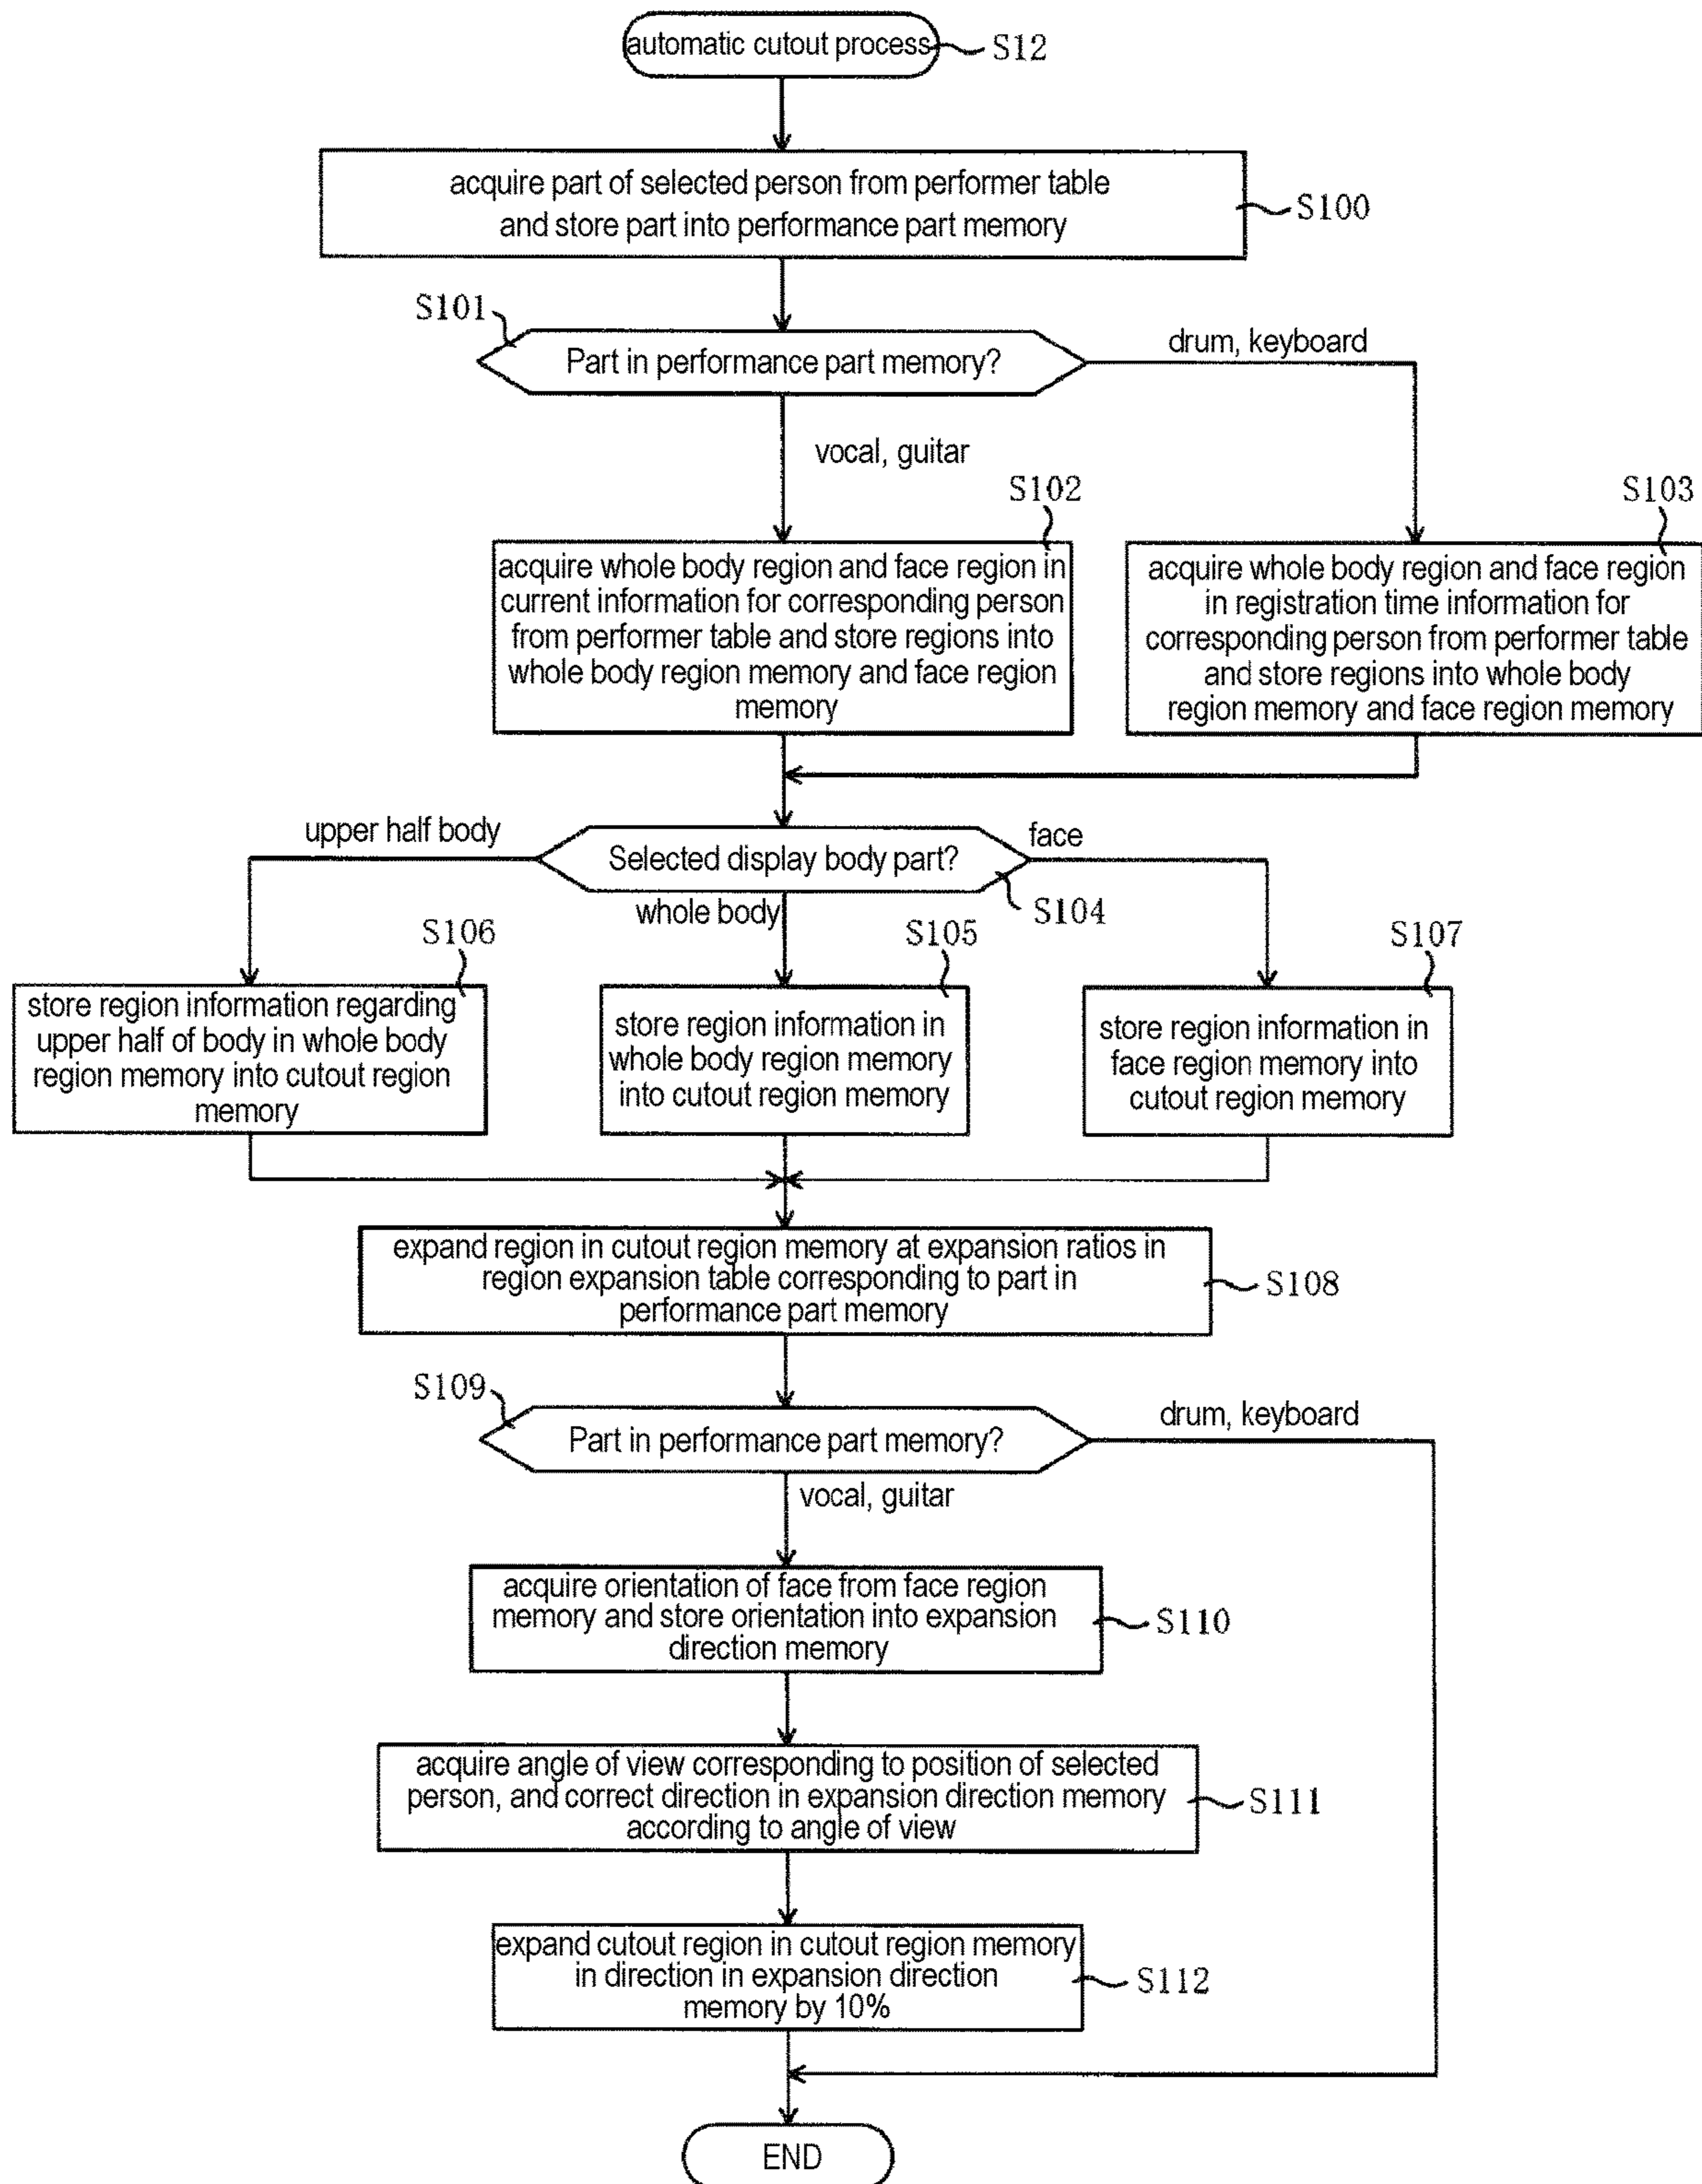 automatic cutout process
S12
acquire part of selected person from performer table
and store part into performance part memory
S100
S101
Part in performance part memory?
drum, keyboard
vocal, guitar
S102
acquire whole body region and face region in
current information for corresponding person
from performer table and store regions into
whole body region memory and face region
memory
S103
acquire whole body region and face region
in registration time information for
corresponding person from performer table
and store regions into whole body
region memory and face region memory
upper half body
Selected display body part?
face
whole body
S104
S106
store region information regarding
upper half of body in whole body
region memory into cutout region
memory
S105
store region information in
whole body region memory
into cutout region memory
S107
store region information in
face region memory into
cutout region memory
expand region in cutout region memory at expansion ratios in
region expansion table corresponding to part in
performance part memory
S108
S109
Part in performance part memory?
drum, keyboard
vocal, guitar
acquire orientation of face from face region
memory and store orientation into expansion
direction memory
S110
acquire angle of view corresponding to position of selected
person, and correct direction in expansion direction memory
according to angle of view
S111
expand cutout region in cutout region memory
in direction in expansion direction
memory by 10%
S112
END